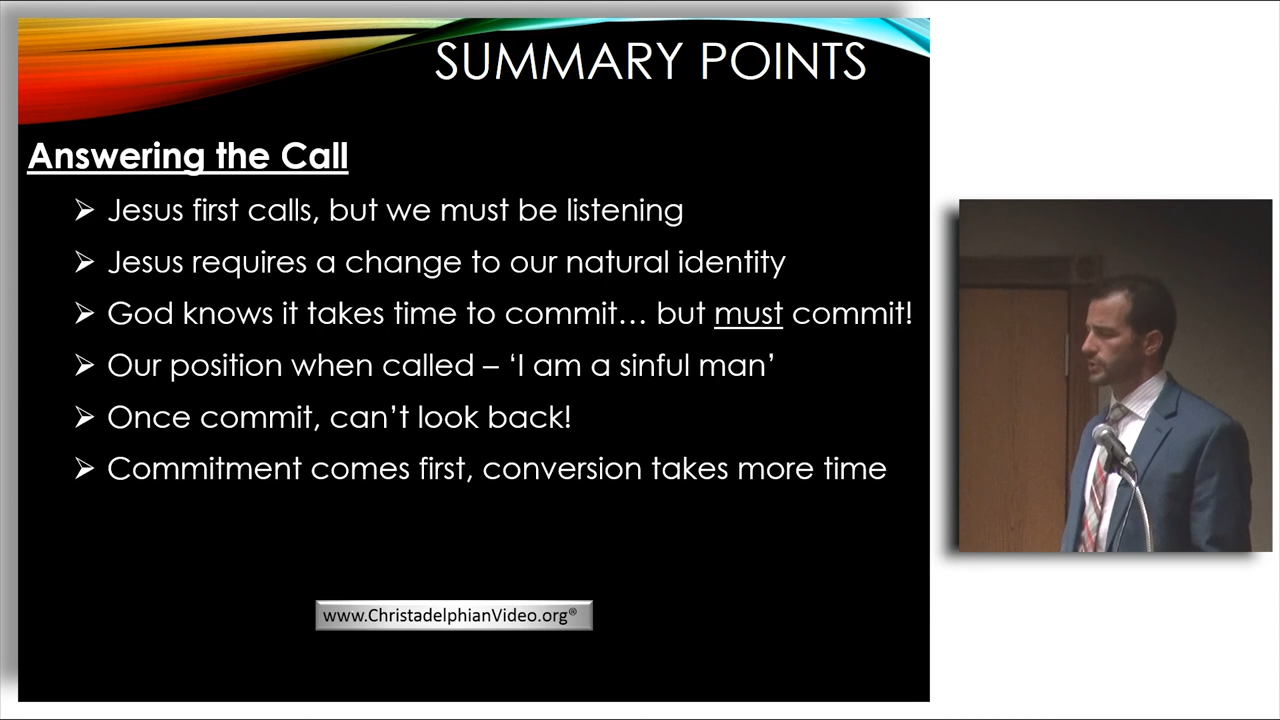 SUMMARY POINTS
Answering the Call
Jesus first calls, but we must be listening
Jesus requires a change to our natural identity
God knows it takes time to commit... but must commit!
Our position when called – ‘I am a sinful man’
Once commit, can’t look back!
Commitment comes first, conversion takes more time
www.ChristadelphianVideo.org®